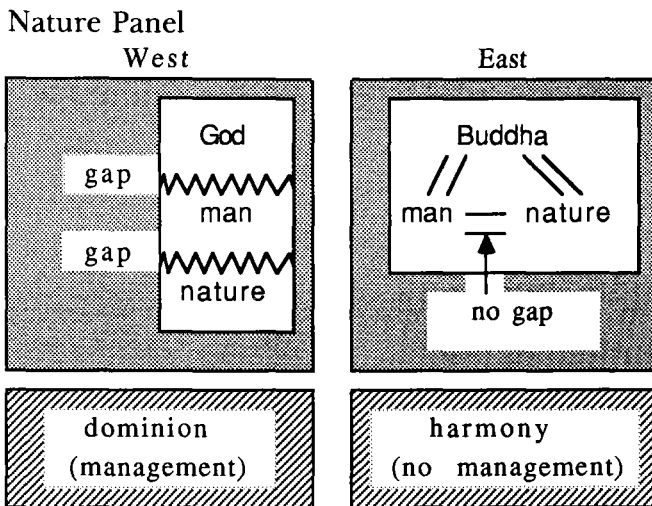 Nature Panel
West
God
gap
man
gap
nature
dominion
(management)
East
Buddha
man
nature
no gap
harmony
(no management)